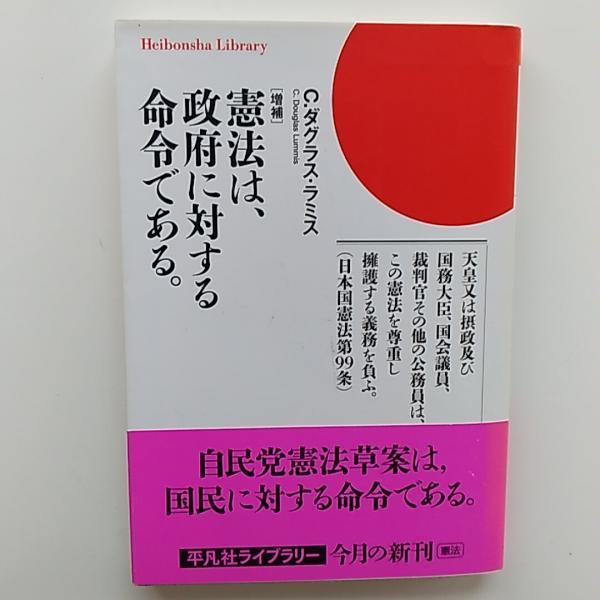 Heibonsha Library
C.ダグラス・ラミス
C. Douglas Lummis
[増補]
憲法は、
政府に対する
命令である。
天皇又は摂政及び
国務大臣、国会議員、
裁判官その他の公務員は、
この憲法を尊重し
擁護する義務を負ふ。
(日本国憲法第99条)
自民党憲法草案は、
国民に対する命令である。
平凡社ライブラリー 今月の新刊 憲法